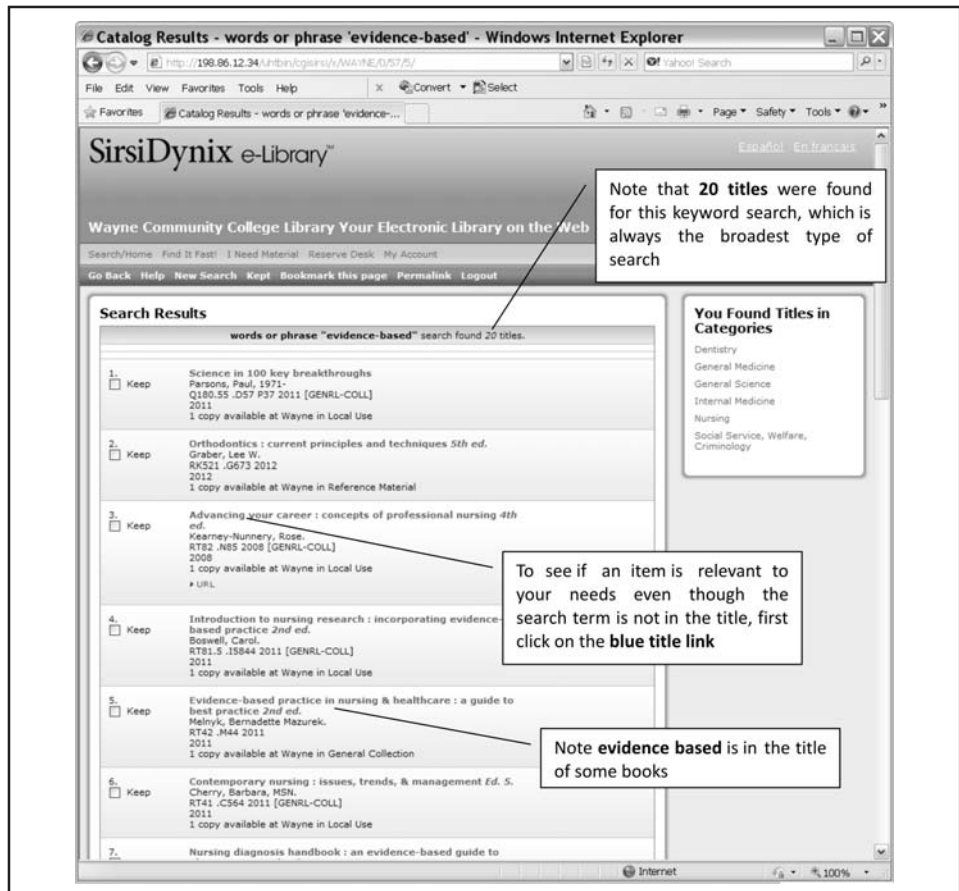 Catalog Results - words or phrase 'evidence-based' - Windows Internet Explorer
http://198.86.12.34/uhtbin/cgisirsi/x/WAYNE/0/57/5/
Yahoo! Search
File Edit View Favorites Tools Help
Convert Select
Favorites Catalog Results - words or phrase 'evidence-...
Page Safety Tools
SirsiDynix e-Library™
Español En français
Note that 20 titles were found
for this keyword search, which is
always the broadest type of
search
Wayne Community College Library Your Electronic Library on the Web
Search/Home Find It Fast! I Need Material Reserve Desk My Account
Go Back Help New Search Kept Bookmark this page Permalink Logout
Search Results
words or phrase "evidence-based" search found 20 titles.
1.
Keep
Science in 100 key breakthroughs
Parsons, Paul, 1971-
Q180.55 .D57 P37 2011 [GENRL-COLL]
2011
1 copy available at Wayne in Local Use
2.
Keep
Orthodontics : current principles and techniques 5th ed.
Graber, Lee W.
RK521 .G673 2012
2012
1 copy available at Wayne in Reference Material
3.
Keep
Advancing your career : concepts of professional nursing 4th
ed.
Kearney-Nunnery, Rose.
RT82 .N85 2008 [GENRL-COLL]
2008
1 copy available at Wayne in Local Use
URL
To see if an item is relevant to
your needs even though the
search term is not in the title, first
click on the blue title link
4.
Keep
Introduction to nursing research : incorporating evidence-
based practice 2nd ed.
Boswell, Carol.
RT81.5 .I5844 2011 [GENRL-COLL]
2011
1 copy available at Wayne in Local Use
5.
Keep
Evidence-based practice in nursing & healthcare : a guide to
best practice 2nd ed.
Melnyk, Bernadette Mazurek.
RT42 .M44 2011
2011
1 copy available at Wayne in General Collection
Note evidence based is in the title
of some books
6.
Keep
Contemporary nursing : issues, trends, & management Ed. 5.
Cherry, Barbara, MSN.
RT41 .C564 2011 [GENRL-COLL]
2011
1 copy available at Wayne in Local Use
7.
Nursing diagnosis handbook : an evidence-based guide to
You Found Titles in
Categories
Dentistry
General Medicine
General Science
Internal Medicine
Nursing
Social Service, Welfare,
Criminology
Internet
100%